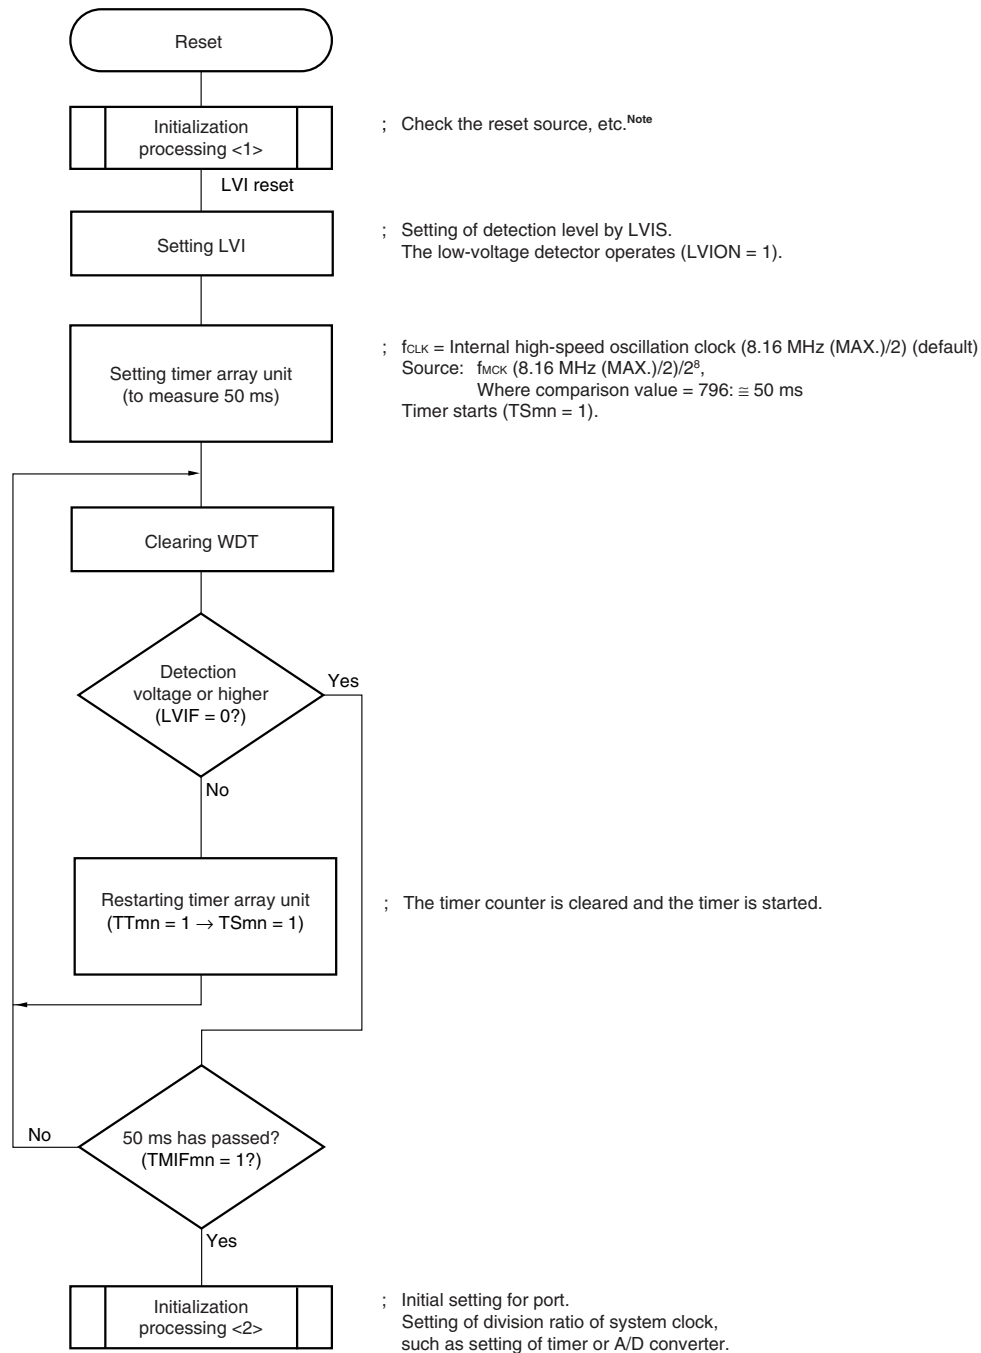 Reset
Initialization
processing <1>
; Check the reset source, etc.Note
LVI reset
Setting LVI
; Setting of detection level by LVIS.
The low-voltage detector operates (LVION = 1).
Setting timer array unit
(to measure 50 ms)
; fCLK = Internal high-speed oscillation clock (8.16 MHz (MAX.)/2) (default)
Source: fMCK (8.16 MHz (MAX.)/2)/2⁸,
Where comparison value = 796: ≅ 50 ms
Timer starts (TSmn = 1).
Clearing WDT
Detection
voltage or higher
(LVIF = 0?)
Yes
No
Restarting timer array unit
(TTmn = 1 → TSmn = 1)
; The timer counter is cleared and the timer is started.
No
50 ms has passed?
(TMIFmn = 1?)
Yes
Initialization
processing <2>
; Initial setting for port.
Setting of division ratio of system clock,
such as setting of timer or A/D converter.